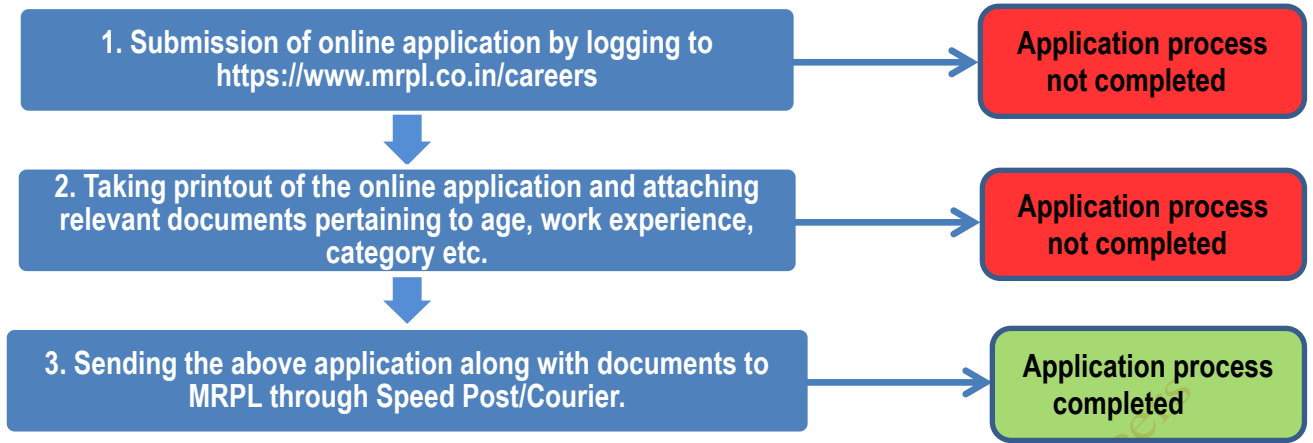 1. Submission of online application by logging to
https://www.mrpl.co.in/careers
Application process
not completed
2. Taking printout of the online application and attaching
relevant documents pertaining to age, work experience,
category etc.
Application process
not completed
3. Sending the above application along with documents to
MRPL through Speed Post/Courier.
Application process
completed